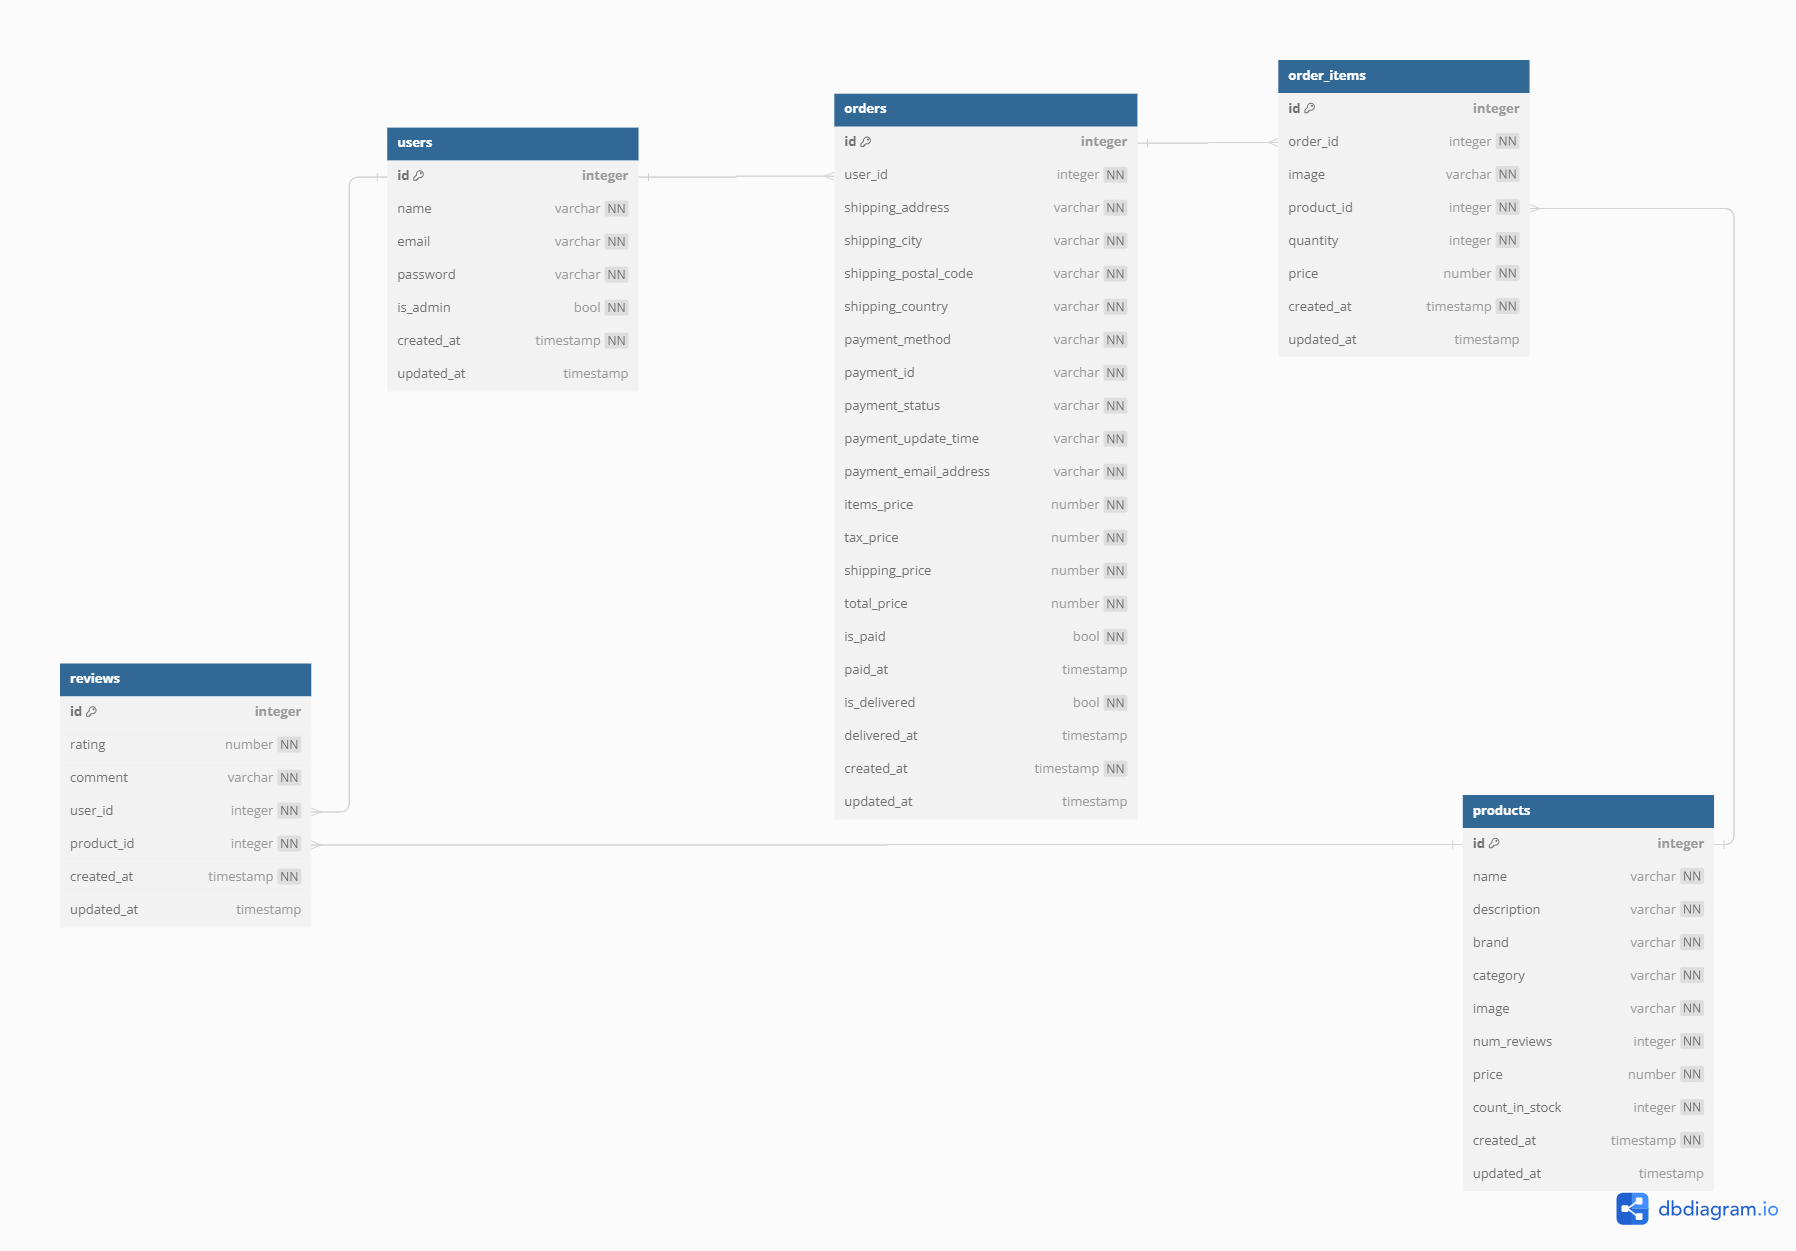 users
id integer
name varchar NN
email varchar NN
password varchar NN
is_admin bool NN
created_at timestamp NN
updated_at timestamp
orders
id integer
user_id integer NN
shipping_address varchar NN
shipping_city varchar NN
shipping_postal_code varchar NN
shipping_country varchar NN
payment_method varchar NN
payment_id varchar NN
payment_status varchar NN
payment_update_time varchar NN
payment_email_address varchar NN
items_price number NN
tax_price number NN
shipping_price number NN
total_price number NN
is_paid bool NN
paid_at timestamp
is_delivered bool NN
delivered_at timestamp
created_at timestamp NN
updated_at timestamp
order_items
id integer
order_id integer NN
image varchar NN
product_id integer NN
quantity integer NN
price number NN
created_at timestamp NN
updated_at timestamp
reviews
id integer
rating number NN
comment varchar NN
user_id integer NN
product_id integer NN
created_at timestamp NN
updated_at timestamp
products
id integer
name varchar NN
description varchar NN
brand varchar NN
category varchar NN
image varchar NN
num_reviews integer NN
price number NN
count_in_stock integer NN
created_at timestamp NN
updated_at timestamp
dbdiagram.io